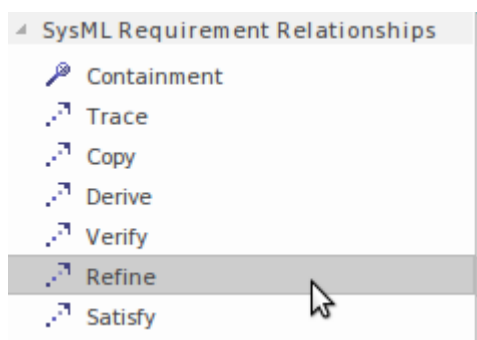 SysML Requirement Relationships
Containment
Trace
Copy
Derive
Verify
Refine
Satisfy